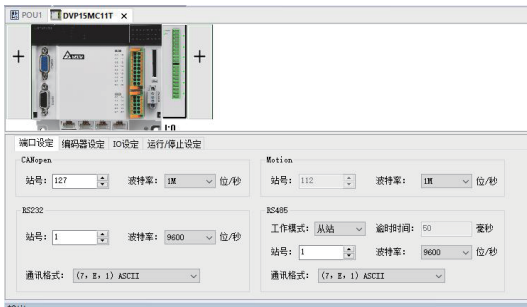 POU1 DVP15MC11T ×
端口设定 编码器设定 IO设定 运行/停止设定
CANopen
站号: 127 波特率: 1M 位/秒
Motion
站号: 112 波特率: 1M 位/秒
RS232
站号: 1 波特率: 9600 位/秒
通讯格式: (7, E, 1) ASCII
RS485
工作模式: 从站 逾时时间: 50 毫秒
站号: 1 波特率: 9600 位/秒
通讯格式: (7, E, 1) ASCII